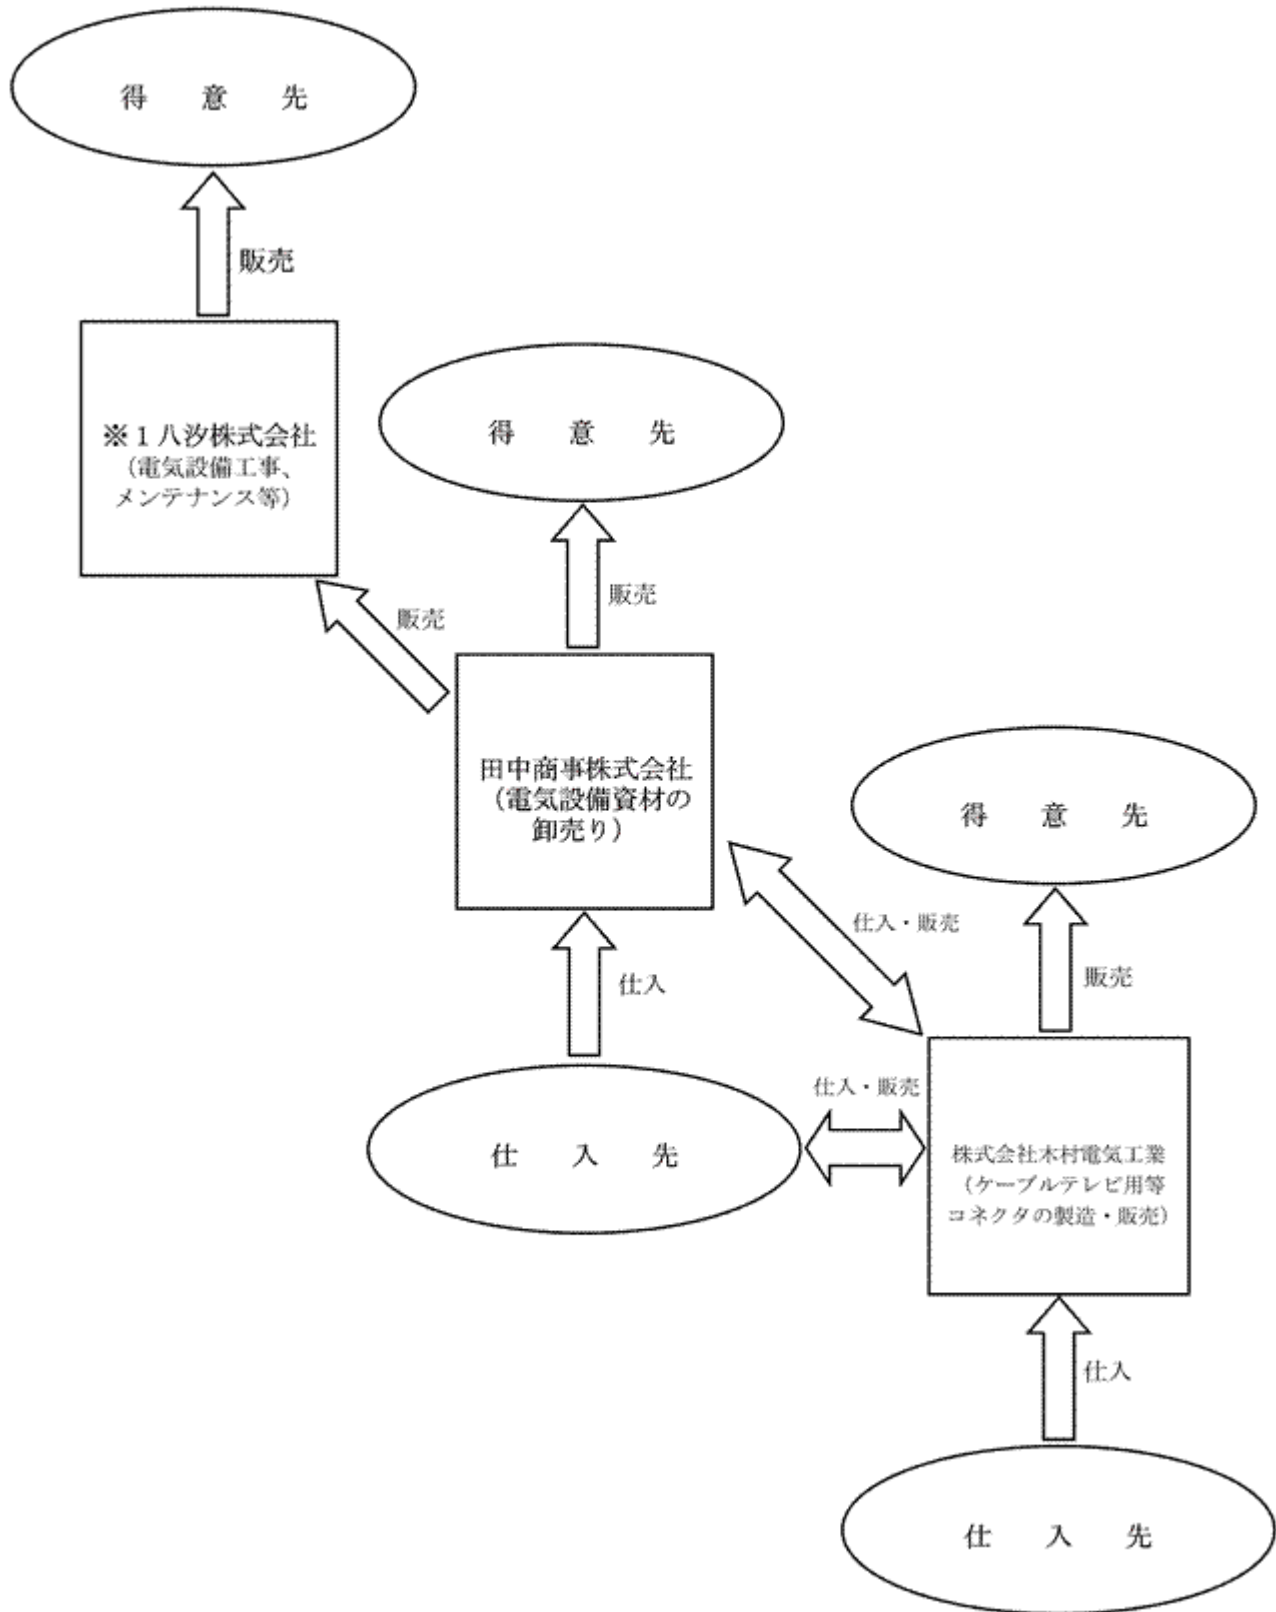 得　意　先
販売
※１八汐株式会社
（電気設備工事、
メンテナンス等）
得　意　先
販売
販売
田中商事株式会社
（電気設備資材の
卸売り）
得　意　先
仕入・販売
販売
仕入
仕入・販売
仕　入　先
株式会社木村電気工業
（ケーブルテレビ用等
コネクタの製造・販売）
仕入
仕　入　先